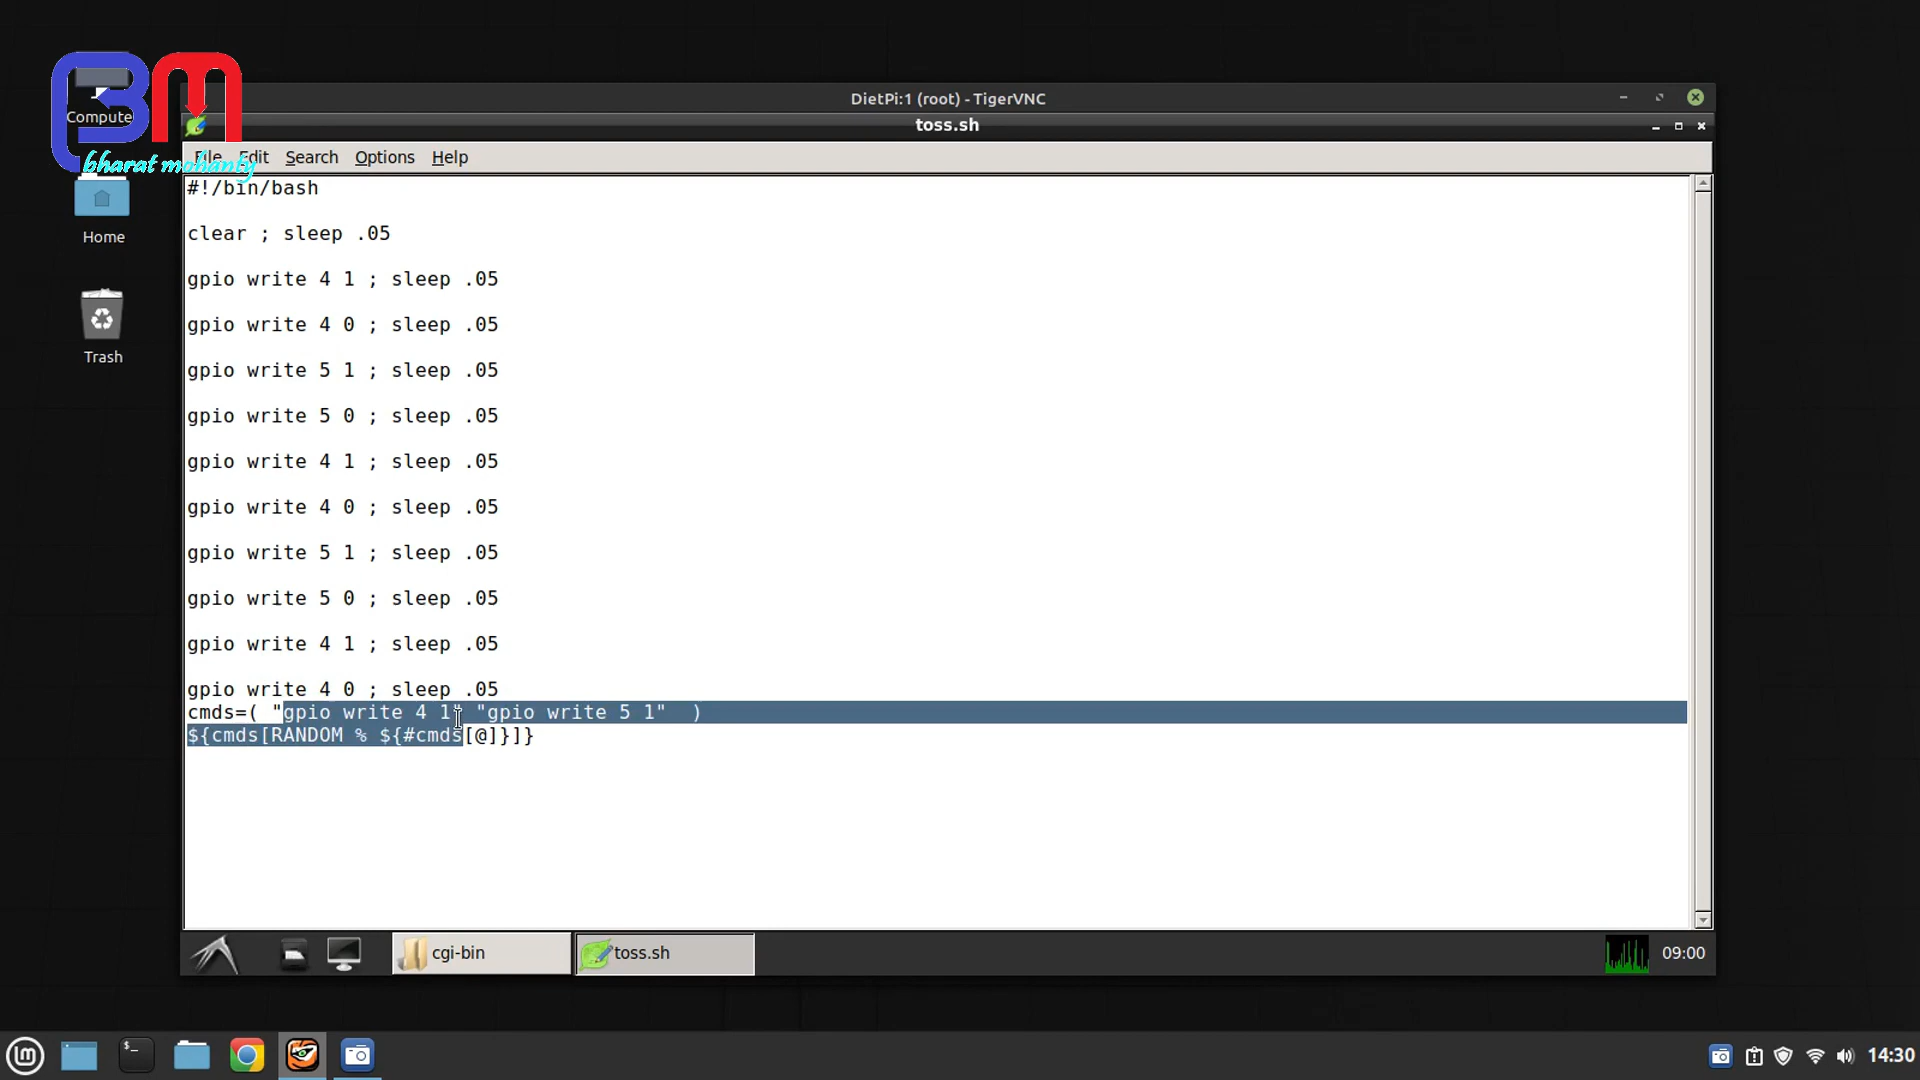 DietPi:1 (root) - TigerVNC
toss.sh
File Edit Search Options Help
Compute
bharat mohanty
Home
Trash
#!/bin/bash
clear ; sleep .05
gpio write 4 1 ; sleep .05
gpio write 4 0 ; sleep .05
gpio write 5 1 ; sleep .05
gpio write 5 0 ; sleep .05
gpio write 4 1 ; sleep .05
gpio write 4 0 ; sleep .05
gpio write 5 1 ; sleep .05
gpio write 5 0 ; sleep .05
gpio write 4 1 ; sleep .05
gpio write 4 0 ; sleep .05
cmds=( "gpio write 4 1" "gpio write 5 1"  )
${cmds[RANDOM % ${#cmds[@]}]}
cgi-bin
toss.sh
09:00
14:30